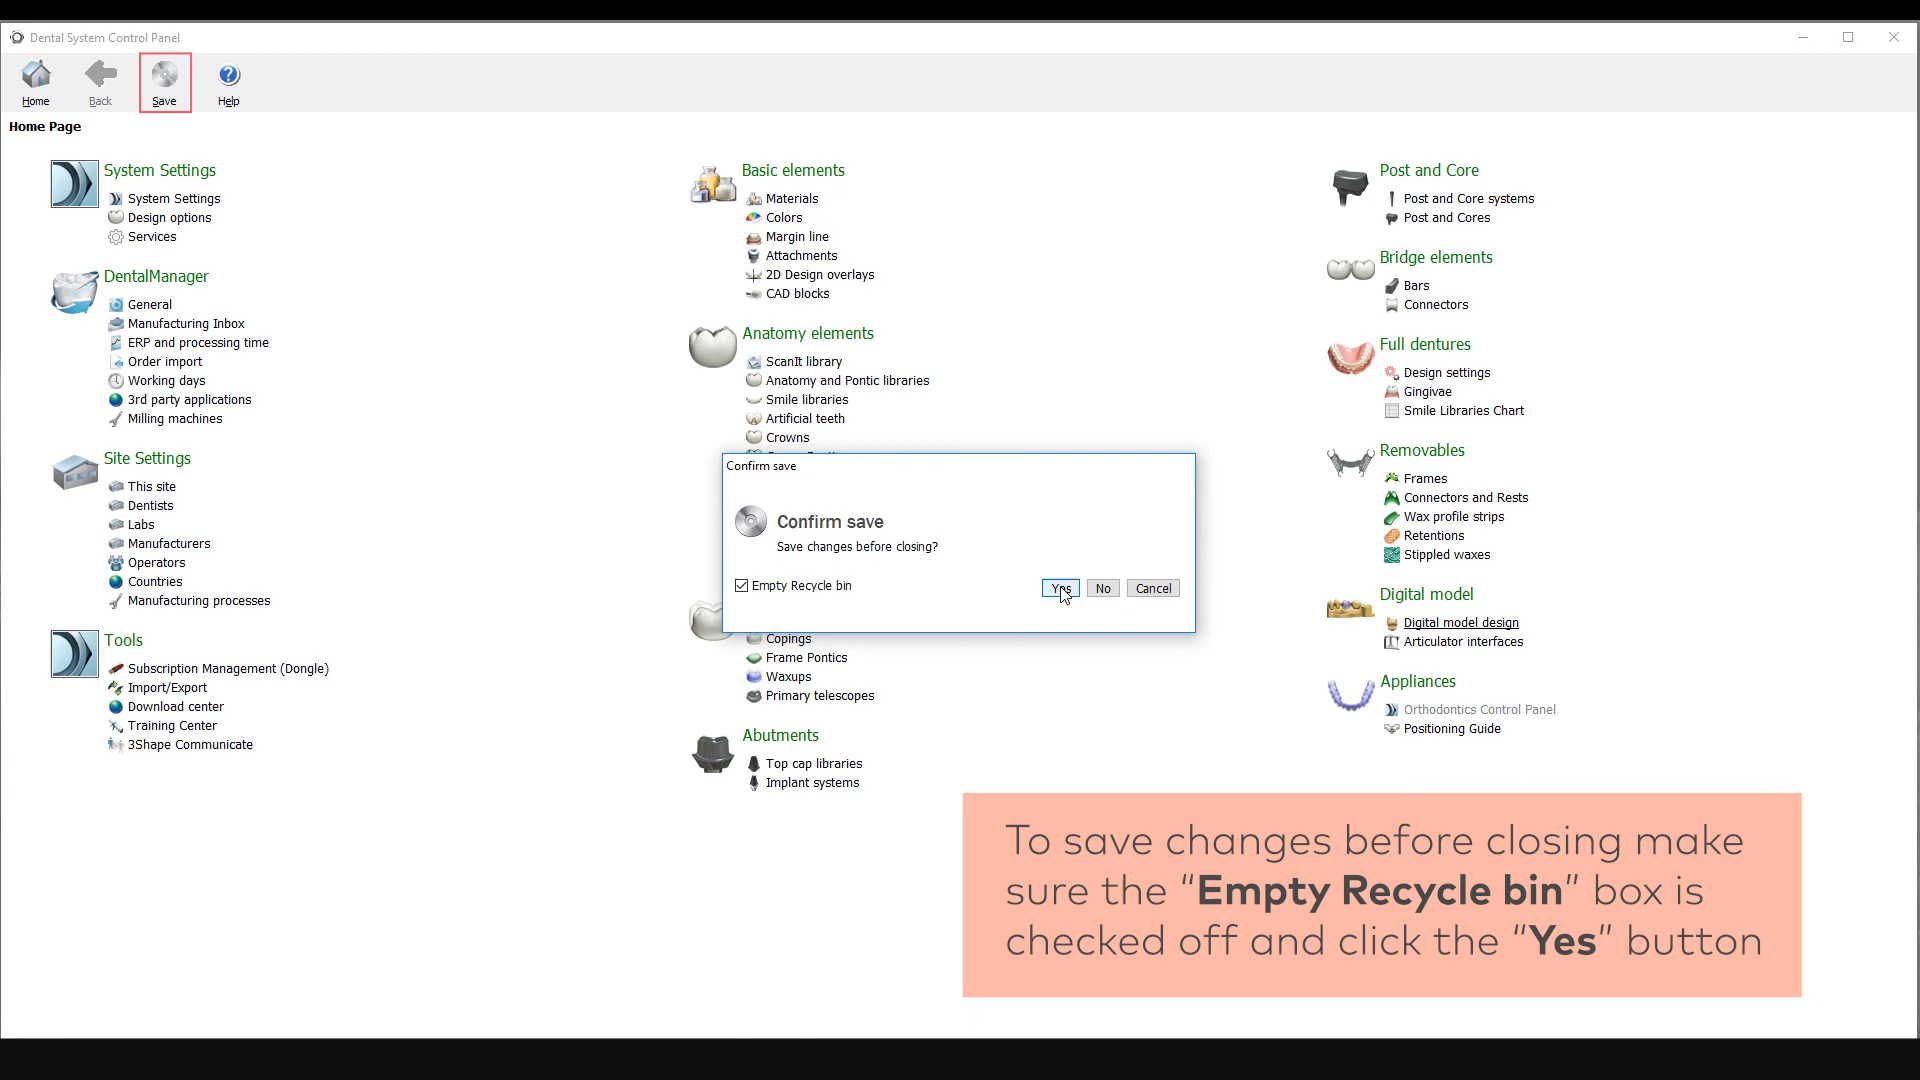 Dental System Control Panel
Home
Back
Save
Help
Home Page
System Settings
System Settings
Design options
Services
DentalManager
General
Manufacturing Inbox
ERP and processing time
Order import
Working days
3rd party applications
Milling machines
Site Settings
This site
Dentists
Labs
Manufacturers
Operators
Countries
Manufacturing processes
Tools
Subscription Management (Dongle)
Import/Export
Download center
Training Center
3Shape Communicate
Basic elements
Materials
Colors
Margin line
Attachments
2D Design overlays
CAD blocks
Anatomy elements
ScanIt library
Anatomy and Pontic libraries
Smile libraries
Artificial teeth
Crowns
Confirm save
Confirm save
Save changes before closing?
Empty Recycle bin
Yes
No
Cancel
Copings
Frame Pontics
Waxups
Primary telescopes
Abutments
Top cap libraries
Implant systems
Post and Core
Post and Core systems
Post and Cores
Bridge elements
Bars
Connectors
Full dentures
Design settings
Gingivae
Smile Libraries Chart
Removables
Frames
Connectors and Rests
Wax profile strips
Retentions
Stippled waxes
Digital model
Digital model design
Articulator interfaces
Appliances
Orthodontics Control Panel
Positioning Guide
To save changes before closing make
sure the “Empty Recycle bin” box is
checked off and click the “Yes” button